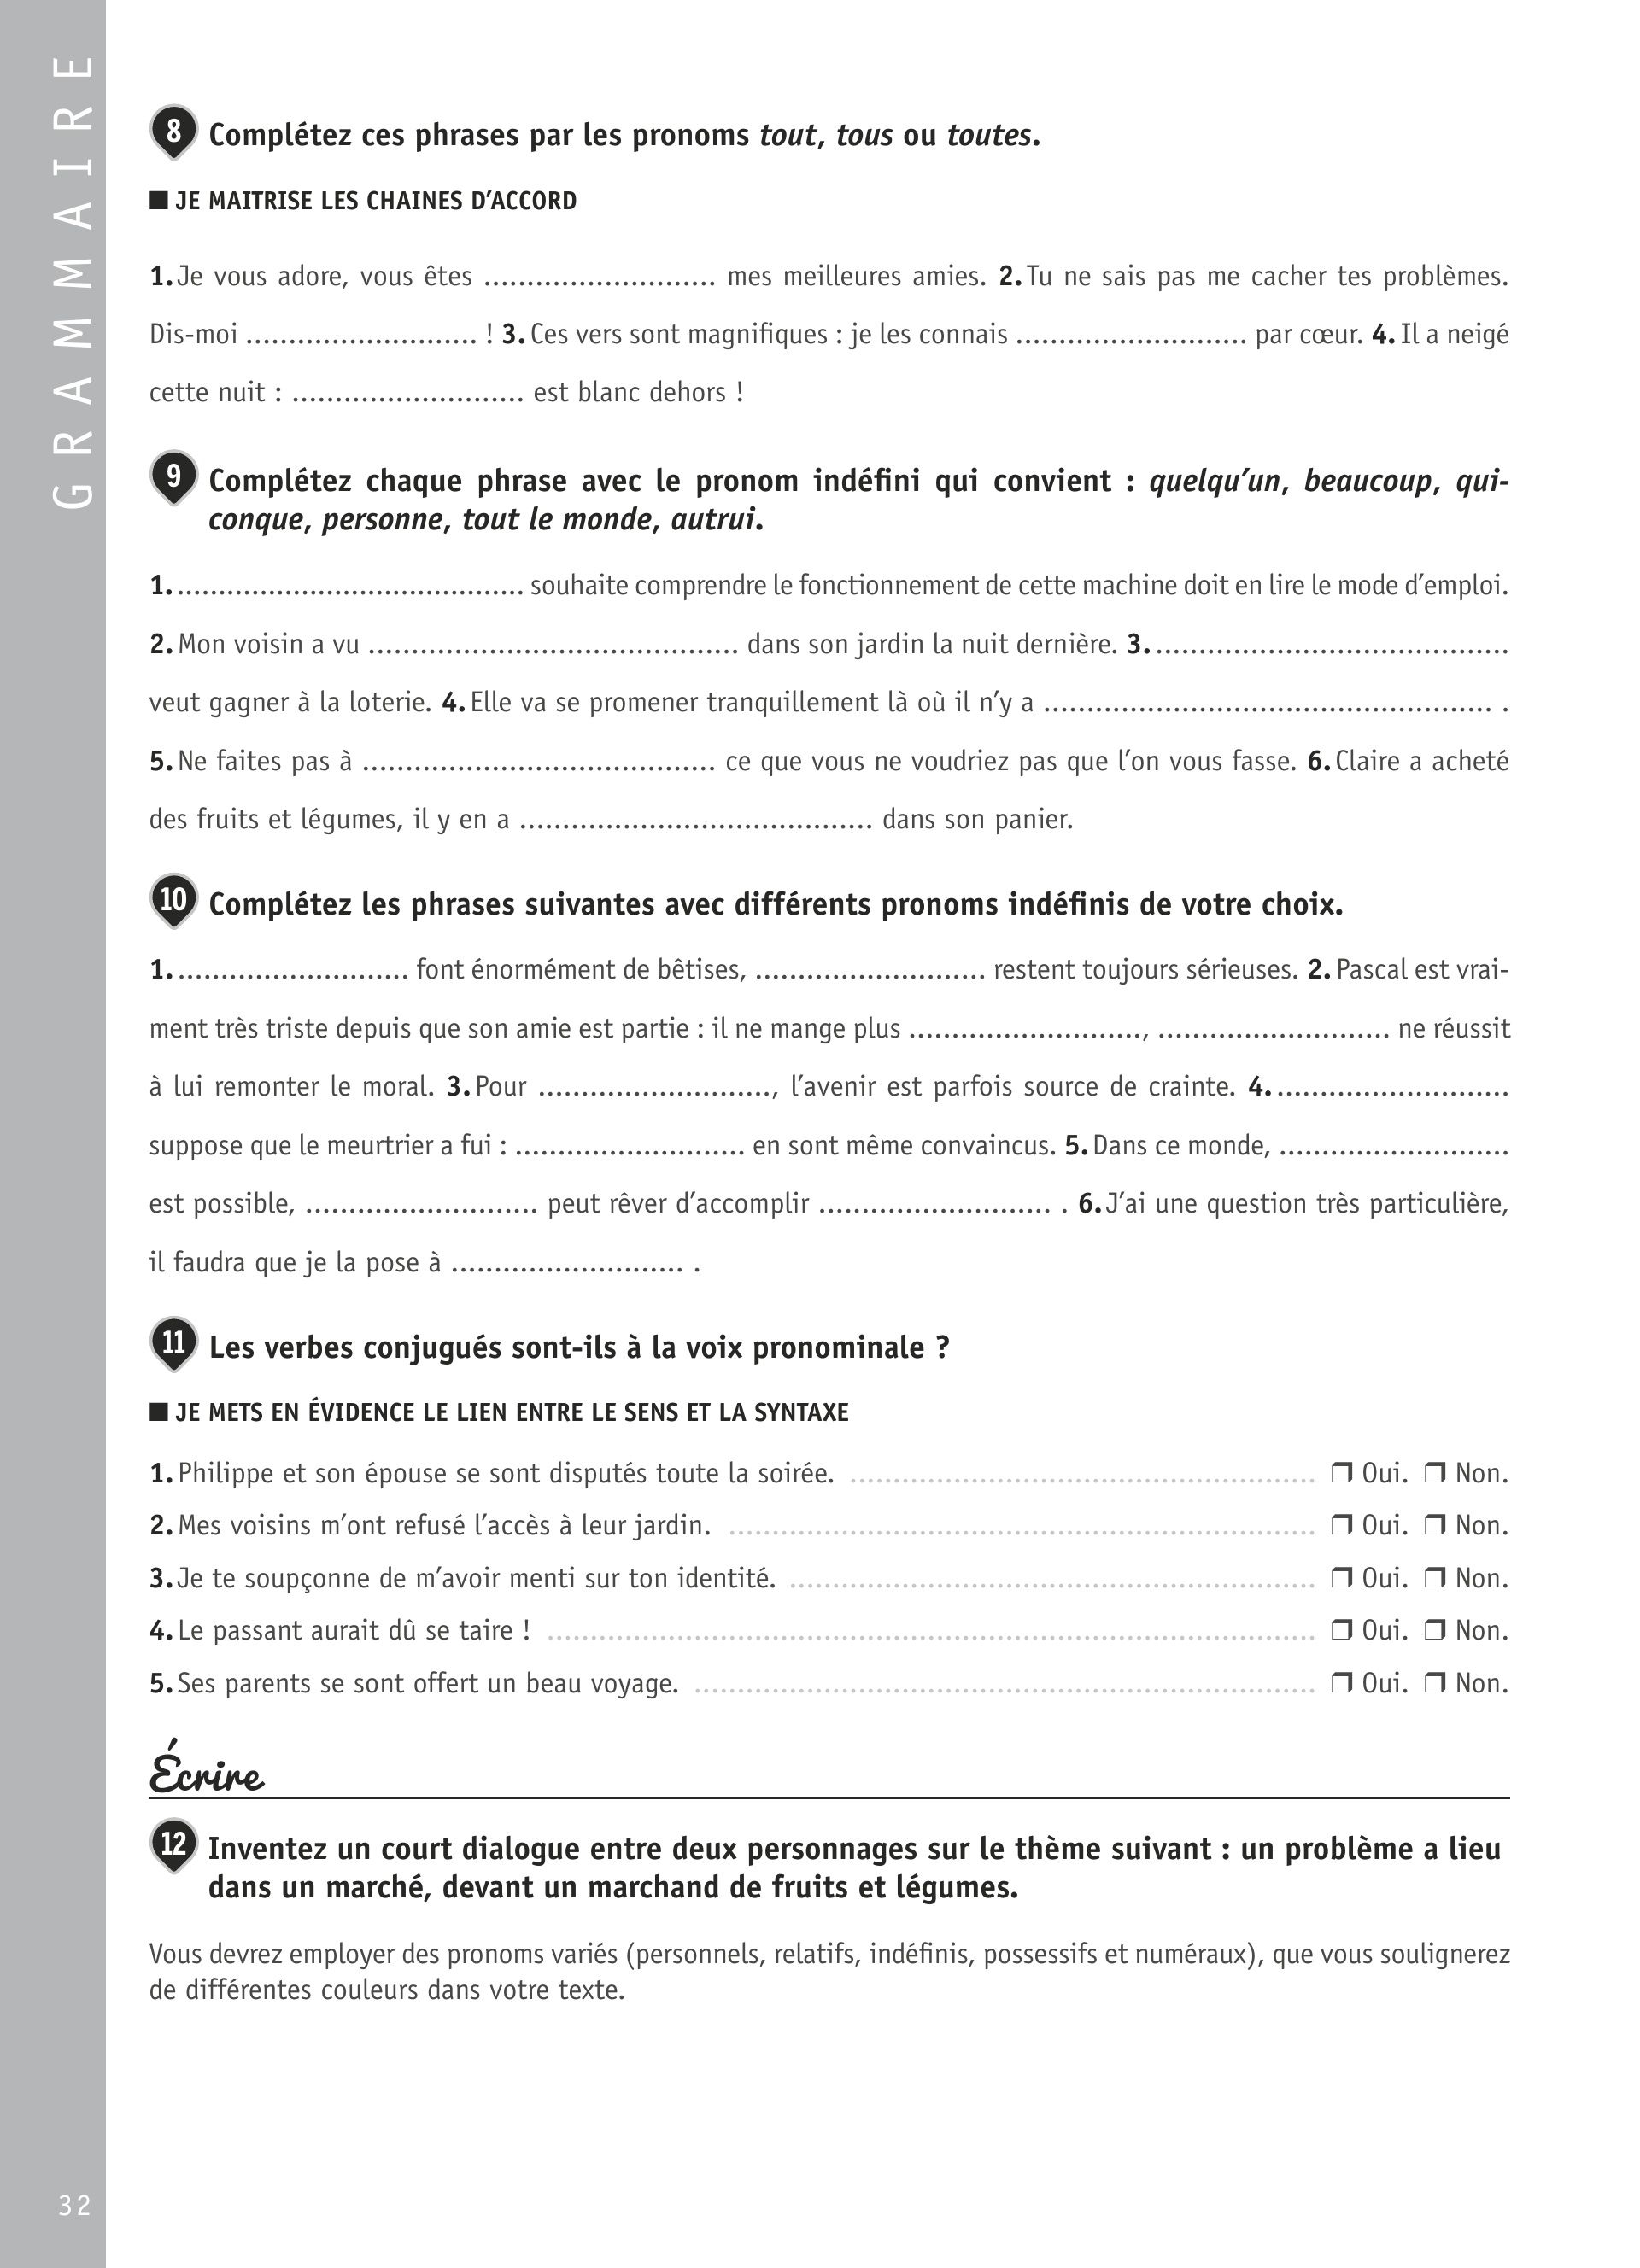 GRAMMAIRE
8 Complétez ces phrases par les pronoms tout, tous ou toutes.
■ JE MAITRISE LES CHAINES D’ACCORD
1. Je vous adore, vous êtes ........................... mes meilleures amies. 2. Tu ne sais pas me cacher tes problèmes.
Dis-moi ........................... ! 3. Ces vers sont magnifiques : je les connais ........................... par cœur. 4. Il a neigé
cette nuit : ........................... est blanc dehors !
9 Complétez chaque phrase avec le pronom indéfini qui convient : quelqu’un, beaucoup, qui-
conque, personne, tout le monde, autrui.
1. .......................................... souhaite comprendre le fonctionnement de cette machine doit en lire le mode d’emploi.
2. Mon voisin a vu ........................................... dans son jardin la nuit dernière. 3. .........................................
veut gagner à la loterie. 4. Elle va se promener tranquillement là où il n’y a .................................................... .
5. Ne faites pas à ......................................... ce que vous ne voudriez pas que l’on vous fasse. 6. Claire a acheté
des fruits et légumes, il y en a ......................................... dans son panier.
10 Complétez les phrases suivantes avec différents pronoms indéfinis de votre choix.
1. ........................... font énormément de bêtises, ........................... restent toujours sérieuses. 2. Pascal est vrai-
ment très triste depuis que son amie est partie : il ne mange plus ..........................., ........................... ne réussit
à lui remonter le moral. 3. Pour ..........................., l’avenir est parfois source de crainte. 4. ...........................
suppose que le meurtrier a fui : ........................... en sont même convaincus. 5. Dans ce monde, ...........................
est possible, ........................... peut rêver d’accomplir ........................... . 6. J’ai une question très particulière,
il faudra que je la pose à ........................... .
11 Les verbes conjugués sont-ils à la voix pronominale ?
■ JE METS EN ÉVIDENCE LE LIEN ENTRE LE SENS ET LA SYNTAXE
1. Philippe et son épouse se sont disputés toute la soirée. ........................... ❒ Oui. ❒ Non.
2. Mes voisins m’ont refusé l’accès à leur jardin. ........................... ❒ Oui. ❒ Non.
3. Je te soupçonne de m’avoir menti sur ton identité. ........................... ❒ Oui. ❒ Non.
4. Le passant aurait dû se taire ! ........................... ❒ Oui. ❒ Non.
5. Ses parents se sont offert un beau voyage. ........................... ❒ Oui. ❒ Non.
Écrire
12 Inventez un court dialogue entre deux personnages sur le thème suivant : un problème a lieu
dans un marché, devant un marchand de fruits et légumes.
Vous devrez employer des pronoms variés (personnels, relatifs, indéfinis, possessifs et numéraux), que vous soulignerez
de différentes couleurs dans votre texte.
32